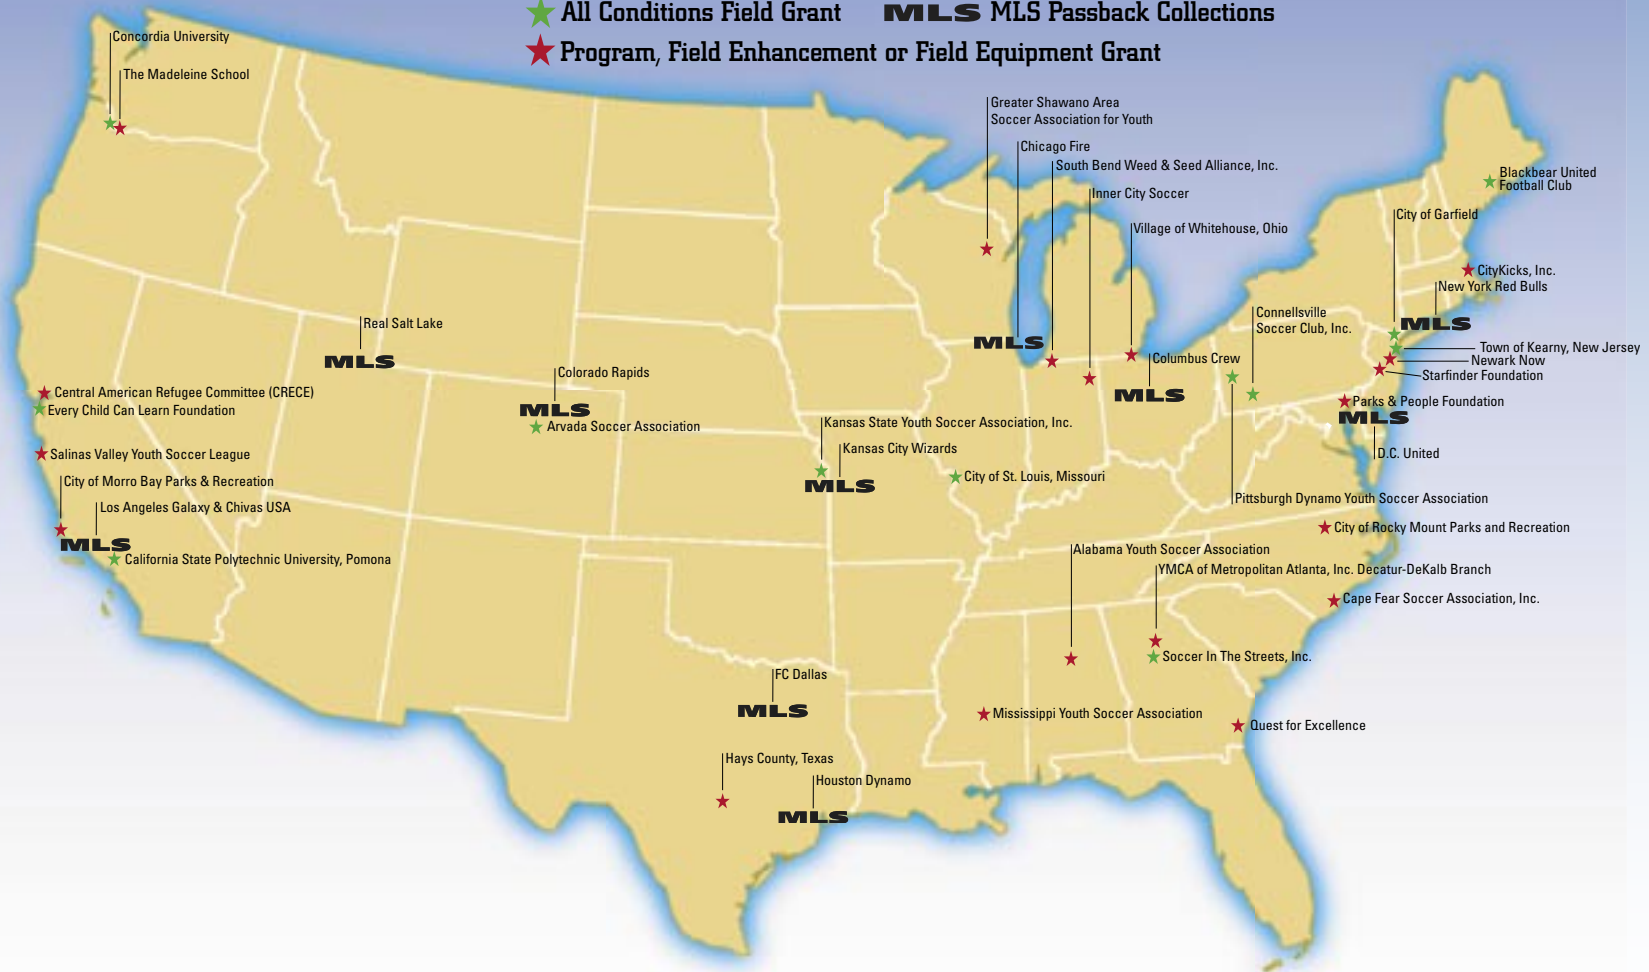 All Conditions Field Grant
MLS MLS Passback Collections
Program, Field Enhancement or Field Equipment Grant
Concordia University
The Madeleine School
Greater Shawano Area
Soccer Association for Youth
Chicago Fire
MLS
South Bend Weed & Seed Alliance, Inc.
Inner City Soccer
Village of Whitehouse, Ohio
Blackbear United
Football Club
City of Garfield
CityKicks, Inc.
New York Red Bulls
MLS
Connellsville
Soccer Club, Inc.
Town of Kearny, New Jersey
Newark Now
Starfinder Foundation
Real Salt Lake
MLS
Columbus Crew
MLS
Colorado Rapids
MLS
Arvada Soccer Association
Central American Refugee Committee (CRECE)
Every Child Can Learn Foundation
Parks & People Foundation
MLS
D.C. United
Kansas State Youth Soccer Association, Inc.
Kansas City Wizards
MLS
City of St. Louis, Missouri
Salinas Valley Youth Soccer League
City of Morro Bay Parks & Recreation
Los Angeles Galaxy & Chivas USA
MLS
California State Polytechnic University, Pomona
Pittsburgh Dynamo Youth Soccer Association
City of Rocky Mount Parks and Recreation
Alabama Youth Soccer Association
YMCA of Metropolitan Atlanta, Inc. Decatur-DeKalb Branch
Cape Fear Soccer Association, Inc.
Soccer In The Streets, Inc.
FC Dallas
MLS
Mississippi Youth Soccer Association
Quest for Excellence
Hays County, Texas
Houston Dynamo
MLS